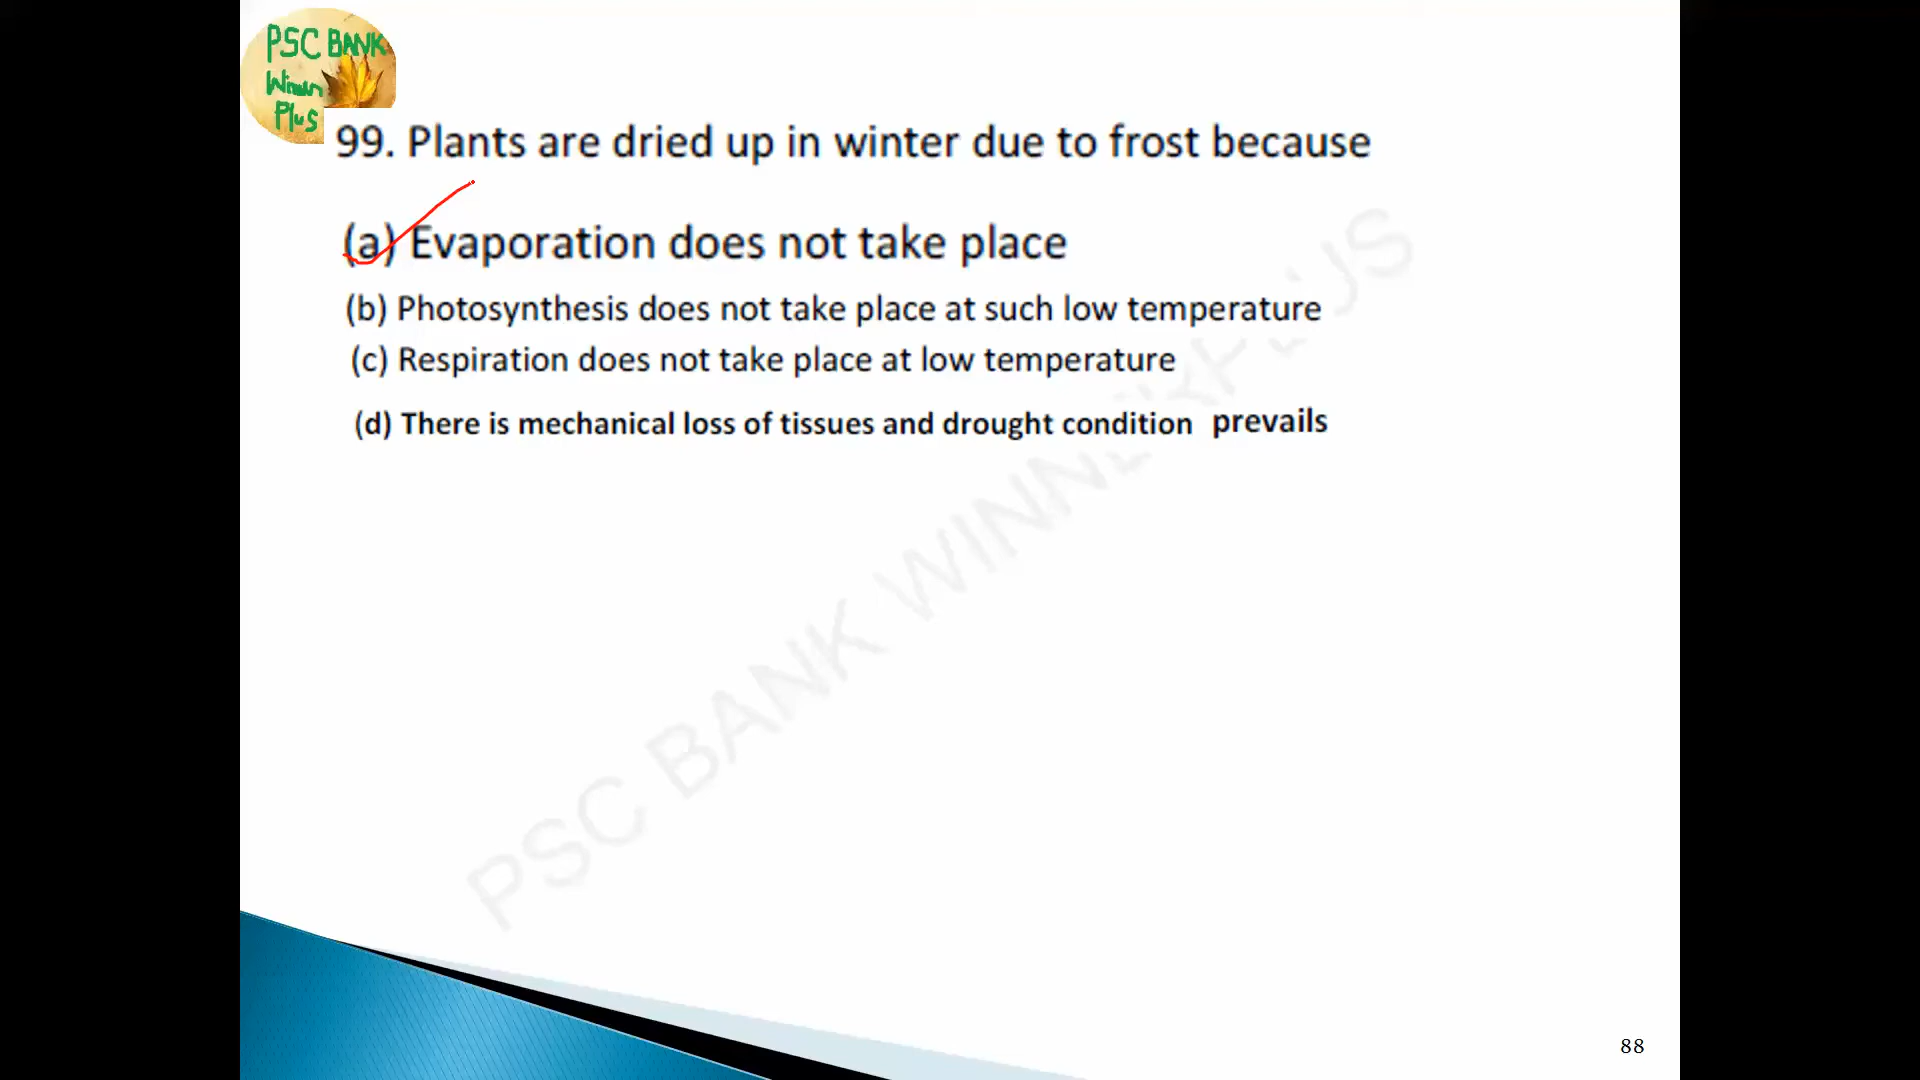 PSC BANK
Winner
Plus
99. Plants are dried up in winter due to frost because
(a) Evaporation does not take place
(b) Photosynthesis does not take place at such low temperature
(c) Respiration does not take place at low temperature
(d) There is mechanical loss of tissues and drought condition prevails
PSC BANK WINNER PLUS
88